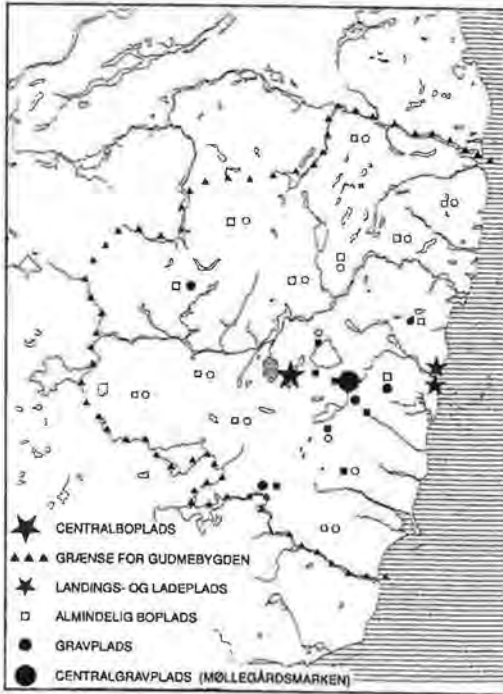 CENTRALBOPLADS
GRÆNSE FOR GUDMEBYGDEN
LANDINGS- OG LADEPLADS
ALMINDELIG BOPLADS
GRAVPLADS
CENTRALGRAVPLADS (MØLLEGÅRDSMARKEN)